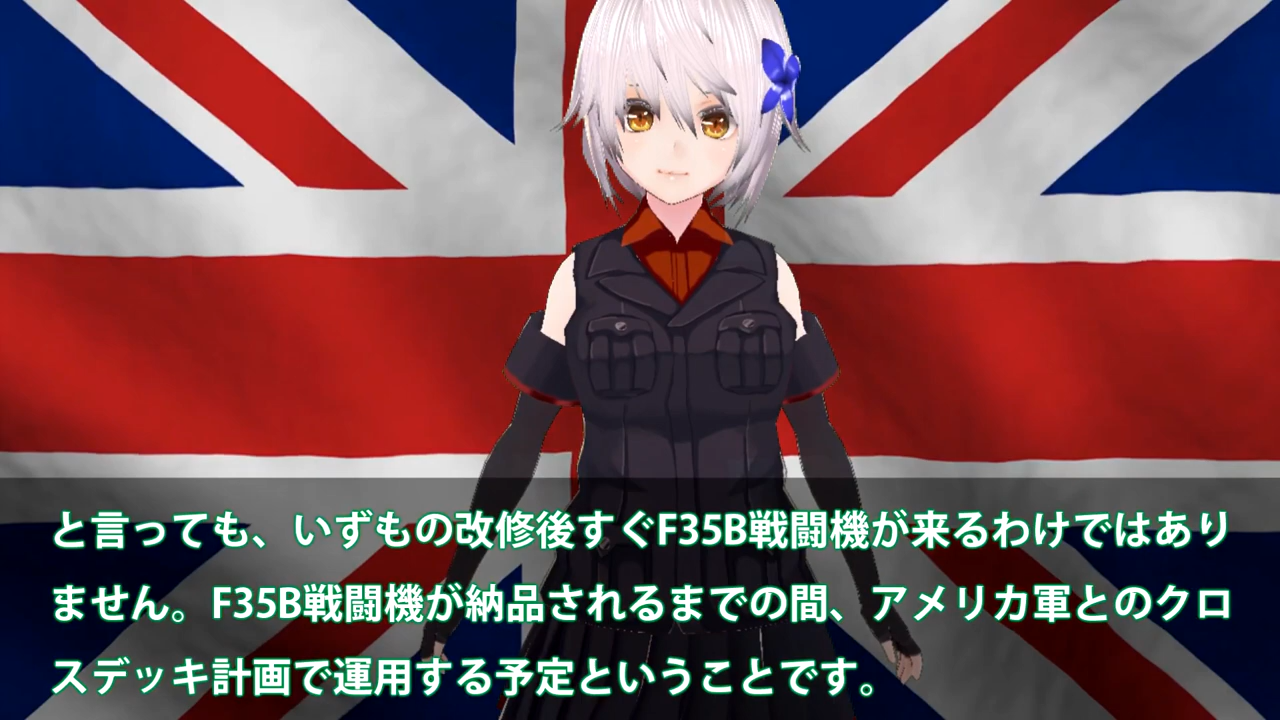 と言っても、いずもの改修後すぐF35B戦闘機が来るわけではあり
ません。F35B戦闘機が納品されるまでの間、アメリカ軍とのクロ
スデッキ計画で運用する予定ということです。